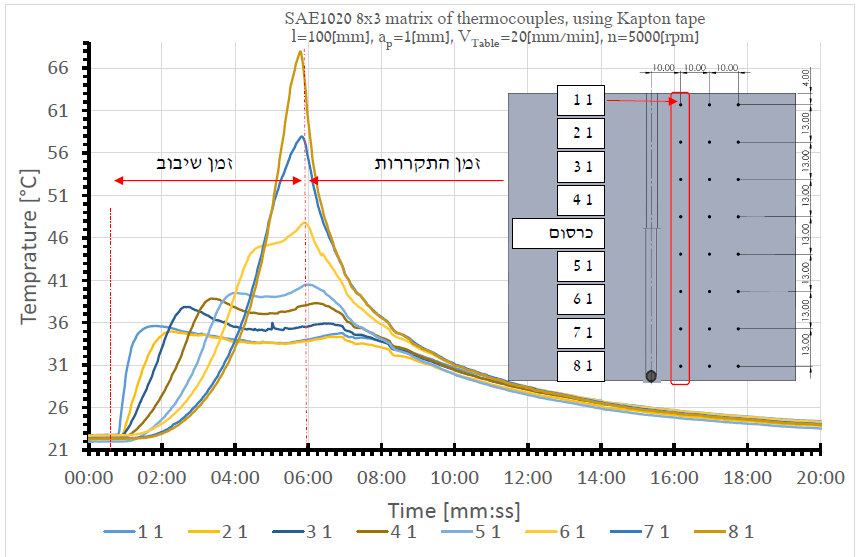 SAE1020 8x3 matrix of thermocouples, using Kapton tape
l=100[mm], aₚ=1[mm], V_Table=20[mm/min], n=5000[rpm]
Temprature [°C]
66
61
56
51
46
41
36
31
26
21
זמן שיבוב
זמן התקררות
10.00 10.00 10.00
4.00
13.00
13.00
13.00
13.00
13.00
13.00
13.00
1 1
2 1
3 1
4 1
כרסום
5 1
6 1
7 1
8 1
00:00 02:00 04:00 06:00 08:00 10:00 12:00 14:00 16:00 18:00 20:00
Time [mm:ss]
1 1 2 1 3 1 4 1 5 1 6 1 7 1 8 1